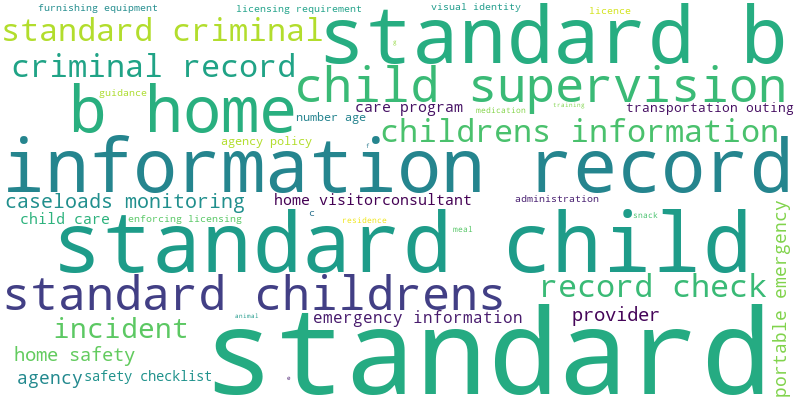 furnishing equipment
licensing requirement
visual identity
licence
standard criminal
standard b
criminal record
child supervision
guidance
b home
care program
medication
training
transportation outing
number age
agency policy
childrens information
information record
caseloads monitoring
home visitorconsultant
administration
child care
enforcing licensing
c
residence
snack
standard child
meal
portable emergency
standard childrens
record check
incident
animal
emergency information
provider
standard
home safety
agency
safety checklist